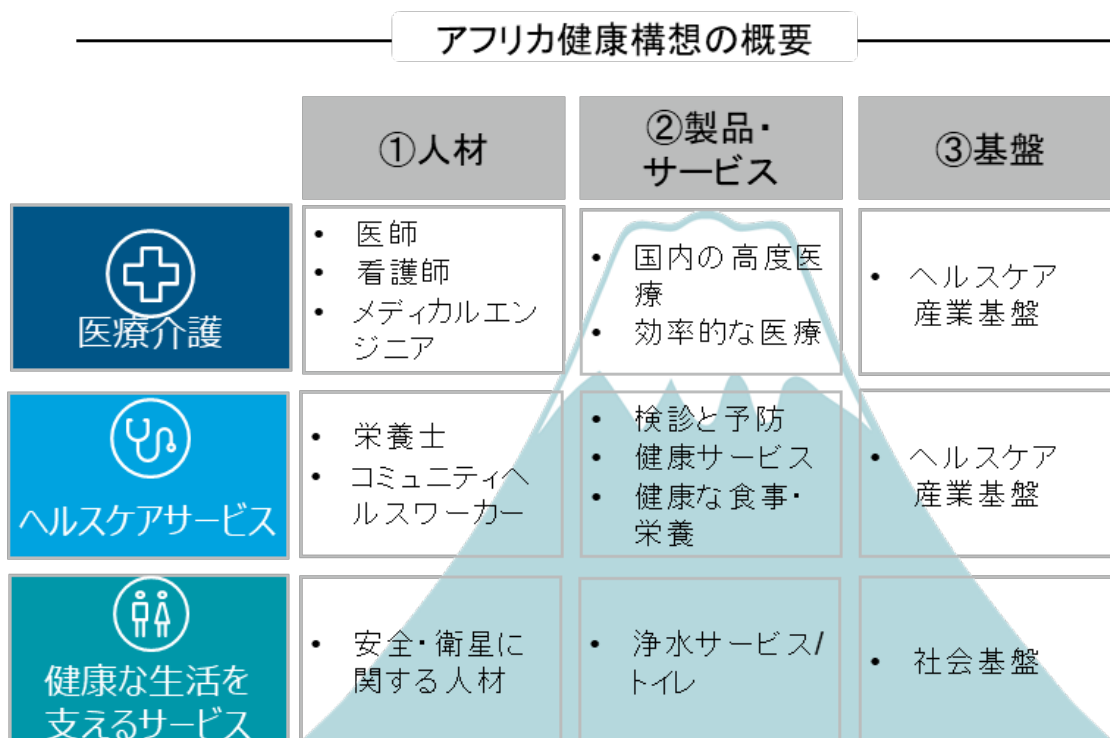 アフリカ健康構想の概要
①人材
②製品・
サービス
③基盤
医療介護
• 医師
• 看護師
• メディカルエン
ジニア
• 国内の高度医
療
• 効率的な医療
• ヘルスケア
産業基盤
ヘルスケアサービス
• 栄養士
• コミュニティヘ
ルスワーカー
• 検診と予防
• 健康サービス
• 健康な食事・
栄養
• ヘルスケア
産業基盤
健康な生活を
支えるサービス
• 安全・衛星に
関する人材
• 浄水サービス/
トイレ
• 社会基盤